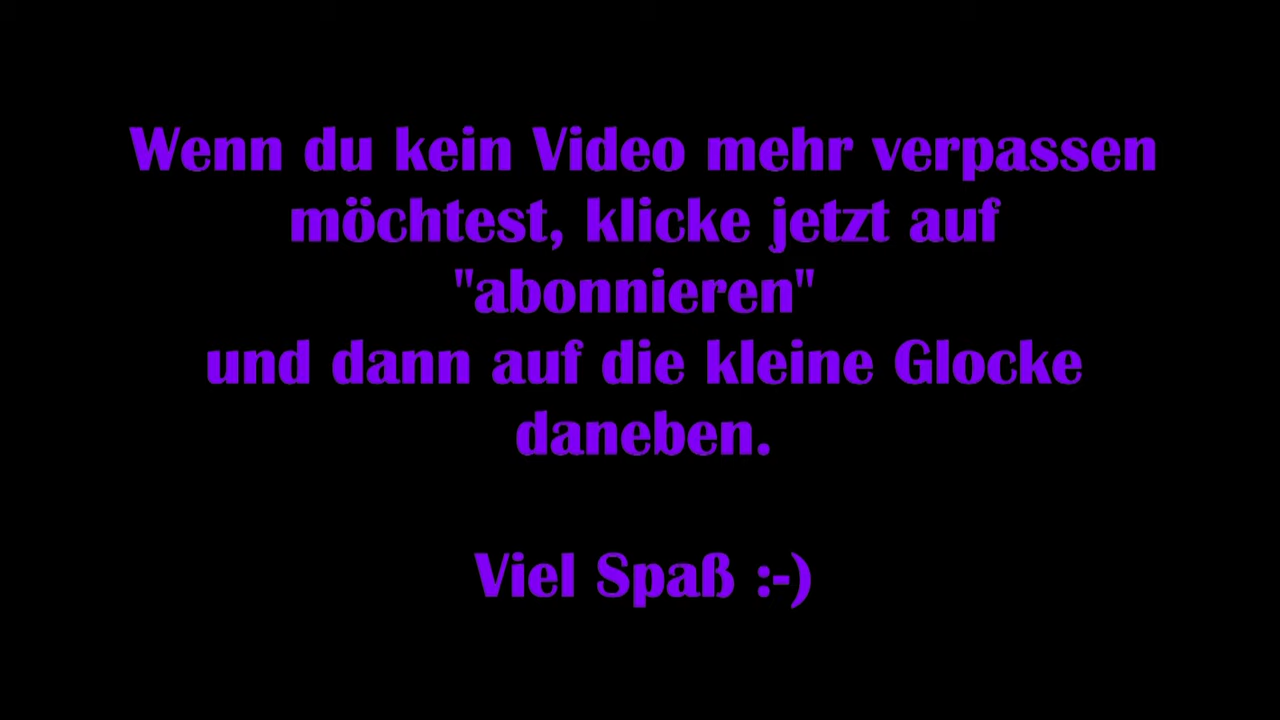 Wenn du kein Video mehr verpassen
möchtest, klicke jetzt auf
"abonnieren"
und dann auf die kleine Glocke
daneben.
Viel Spaß :-)